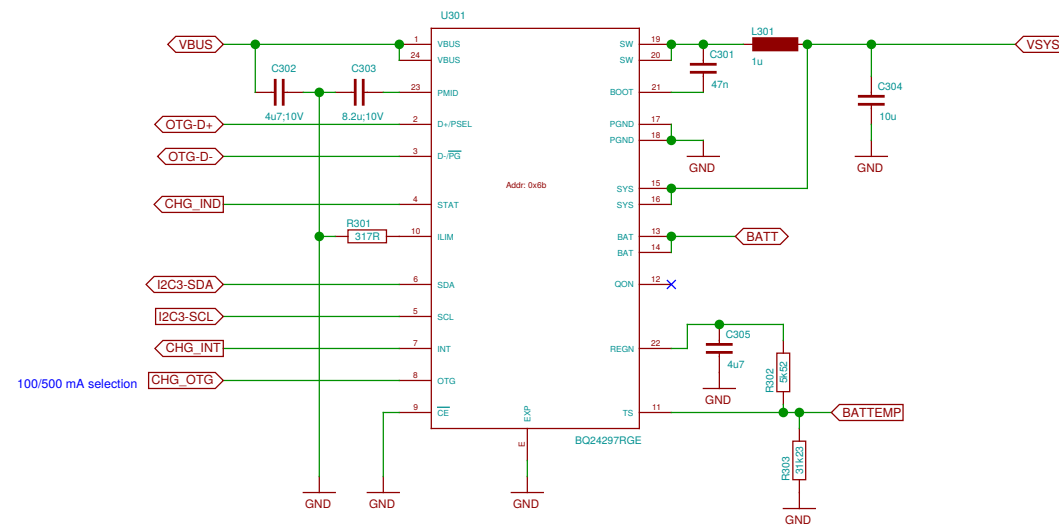 U301
VBUS 1 VBUS SW 19 L301 VSYS
24 VBUS SW 20 C301 1u
C302 C303 47n
23 PMID BOOT 21 C304
4u7;10V 8.2u;10V 10u
OTG-D+ 2 D+/PSEL PGND 17
PGND 18
OTG-D- 3 D-/PG GND GND
Addr: 0x6b
SYS 15
CHG_IND 4 STAT SYS 16
R301
317R 10 ILIM BAT 13 BATT
BAT 14
I2C3-SDA 6 SDA QON 12
I2C3-SCL 5 SCL
C305
CHG_INT 7 INT REGN 22
4u7
R302 5k52
100/500 mA selection CHG_OTG 8 OTG
GND
9 CE EXP TS 11 BATTEMP
E BQ24297RGE
R303 31k23
GND GND GND GND